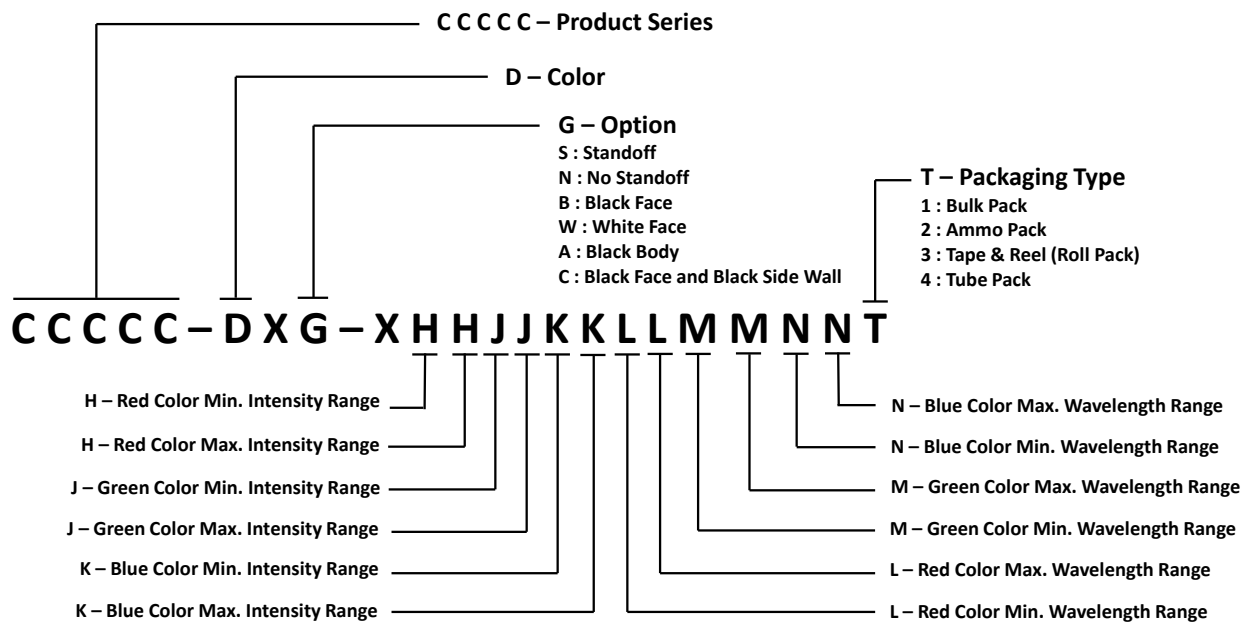 C C C C C – Product Series
D – Color
G – Option
S : Standoff
N : No Standoff
B : Black Face
W : White Face
A : Black Body
C : Black Face and Black Side Wall
T – Packaging Type
1 : Bulk Pack
2 : Ammo Pack
3 : Tape & Reel (Roll Pack)
4 : Tube Pack
C C C C C – D X G – X H H J J K K L L M M N N T
H – Red Color Min. Intensity Range
H – Red Color Max. Intensity Range
J – Green Color Min. Intensity Range
J – Green Color Max. Intensity Range
K – Blue Color Min. Intensity Range
K – Blue Color Max. Intensity Range
N – Blue Color Max. Wavelength Range
N – Blue Color Min. Wavelength Range
M – Green Color Max. Wavelength Range
M – Green Color Min. Wavelength Range
L – Red Color Max. Wavelength Range
L – Red Color Min. Wavelength Range